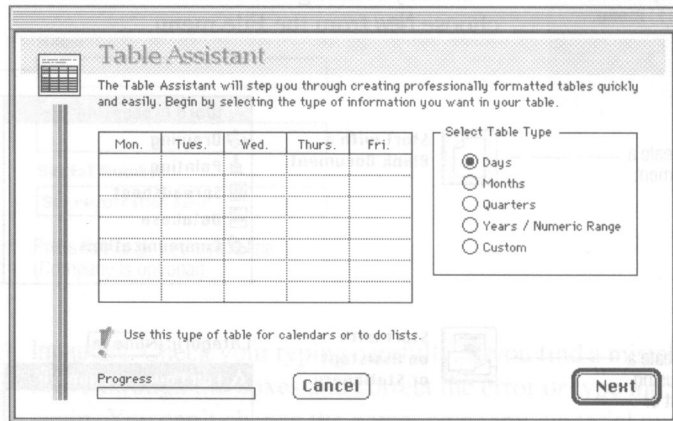 Table Assistant
The Table Assistant will step you through creating professionally formatted tables quickly
and easily. Begin by selecting the type of information you want in your table.
Mon. Tues. Wed. Thurs. Fri.
Select Table Type
Days
Months
Quarters
Years / Numeric Range
Custom
Use this type of table for calendars or to do lists.
Progress
Cancel
Next